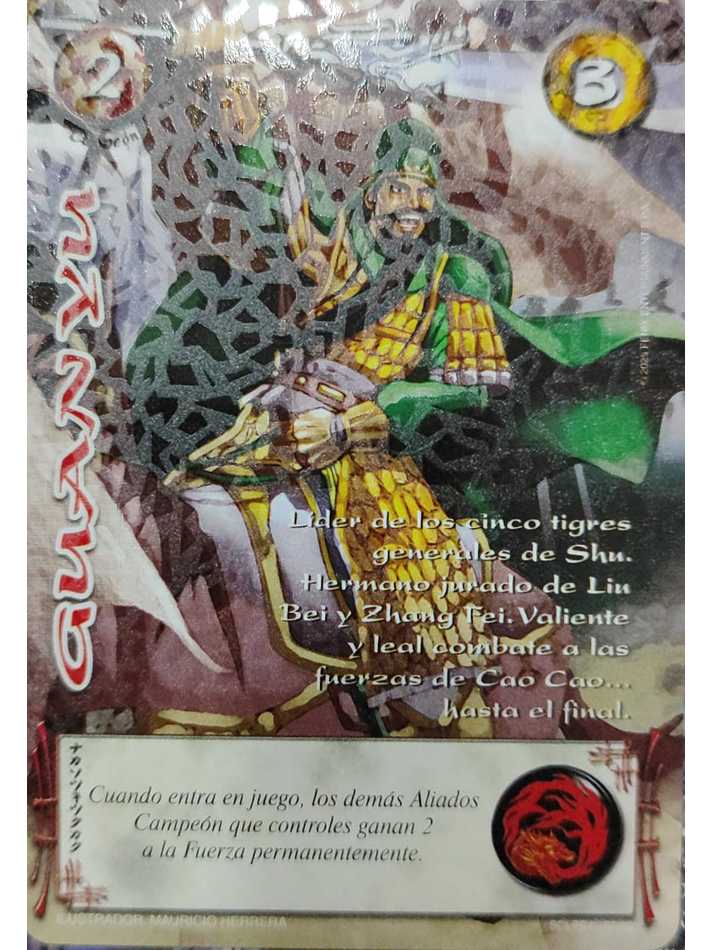 2
3
Campeón
GUAN YU
Líder de los cinco tigres
generales de Shu.
Hermano jurado de Liu
Bei y Zhang Fei. Valiente
y leal combate a las
fuerzas de Cao Cao...
hasta el final.
Cuando entra en juego, los demás Aliados
Campeón que controles ganan 2
a la Fuerza permanentemente.
ILUSTRADOR: MAURICIO HERRERA